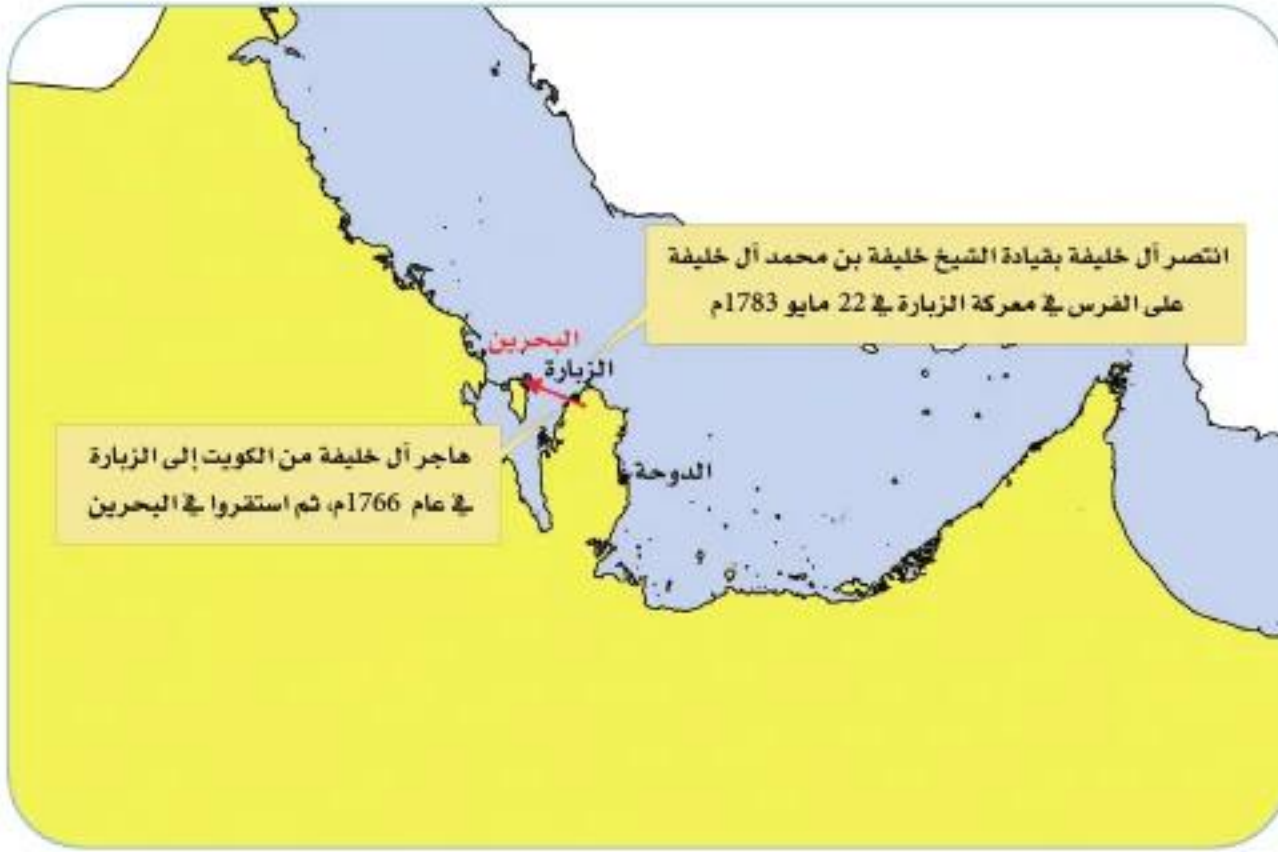 انتصر آل خليفة بقيادة الشيخ خليفة بن محمد آل خليفة
على الفرس في معركة الزبارة في 22 مايو 1783م
البحرين
الزبارة
هاجر آل خليفة من الكويت إلى الزبارة
في عام 1766م، ثم استقروا في البحرين
الدوحة